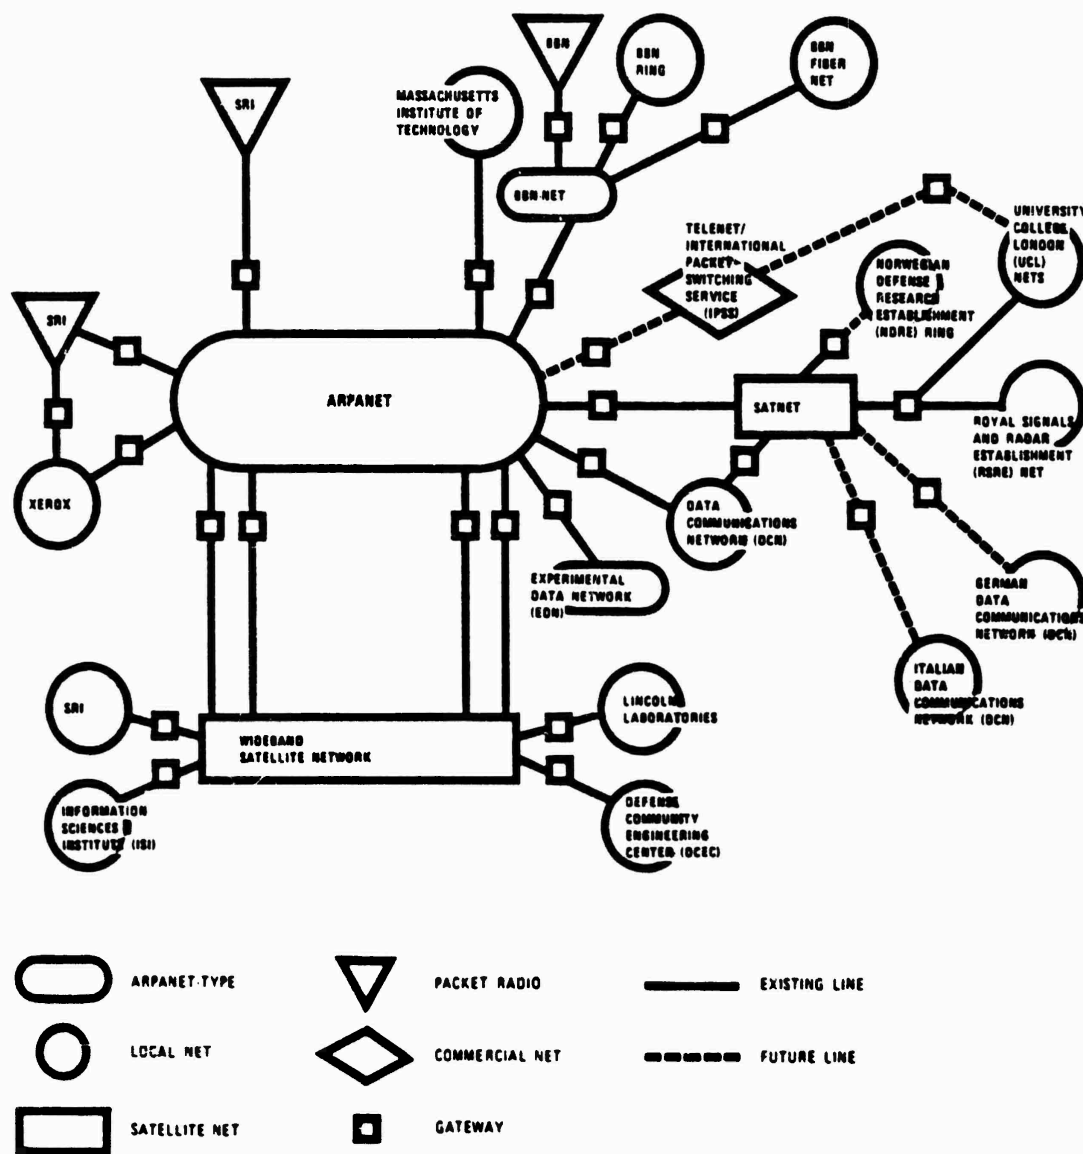 BBN
BBN
RING
BBN
FIBER
NET
SRI
MASSACHUSETTS
INSTITUTE OF
TECHNOLOGY
BBN-NET
TELENET/
INTERNATIONAL
PACKET
SWITCHING
SERVICE
(IPSS)
UNIVERSITY
COLLEGE
LONDON
(UCL)
NETS
NORWEGIAN
DEFENSE
RESEARCH
ESTABLISHMENT
(NDRE) RING
SRI
ARPANET
SATNET
ROYAL SIGNALS
AND RADAR
ESTABLISHMENT
(RSRE) NET
XEROX
DATA
COMMUNICATIONS
NETWORK (DCN)
EXPERIMENTAL
DATA NETWORK
(EDN)
GERMAN
DATA
COMMUNICATIONS
NETWORK (DCN)
ITALIAN
DATA
COMMUNICATIONS
NETWORK (DCN)
SRI
LINCOLN
LABORATORIES
WIDEBAND
SATELLITE NETWORK
INFORMATION
SCIENCES
INSTITUTE (ISI)
DEFENSE
COMMUNITY
ENGINEERING
CENTER (DCEC)
ARPANET-TYPE
PACKET RADIO
EXISTING LINE
LOCAL NET
COMMERCIAL NET
FUTURE LINE
SATELLITE NET
GATEWAY